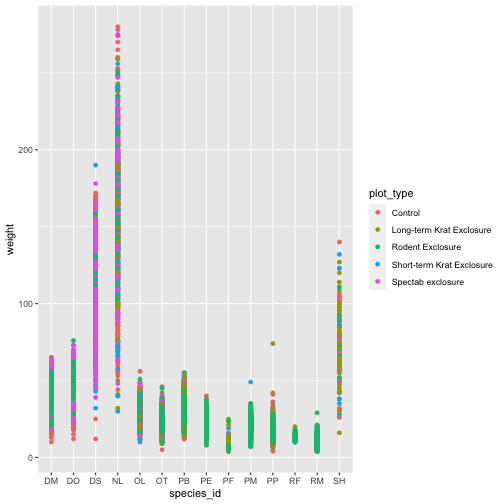 200
100
0
weight
DM DO DS NL OL OT PB PE PF PM PP RF RM SH
species_id
plot_type
Control
Long-term Krat Exclosure
Rodent Exclosure
Short-term Krat Exclosure
Spectab exclosure